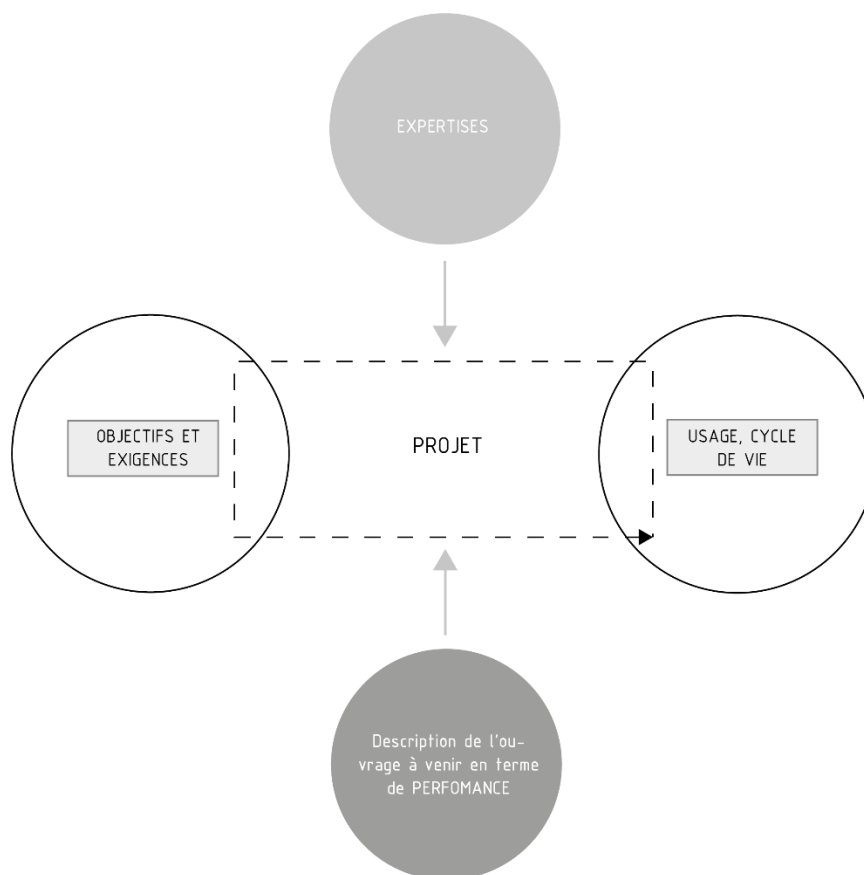 EXPERTISES
OBJECTIFS ET
EXIGENCES
PROJET
USAGE, CYCLE
DE VIE
Description de l'ou-
vrage à venir en terme
de PERFOMANCE